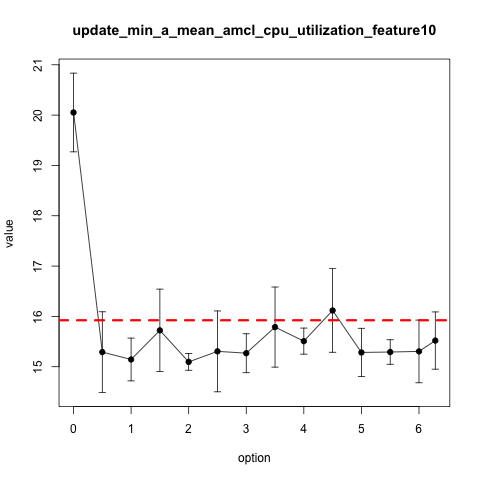 update_min_a_mean_amcl_cpu_utilization_feature10
21
20
19
18
17
16
15
value
0 1 2 3 4 5 6
option